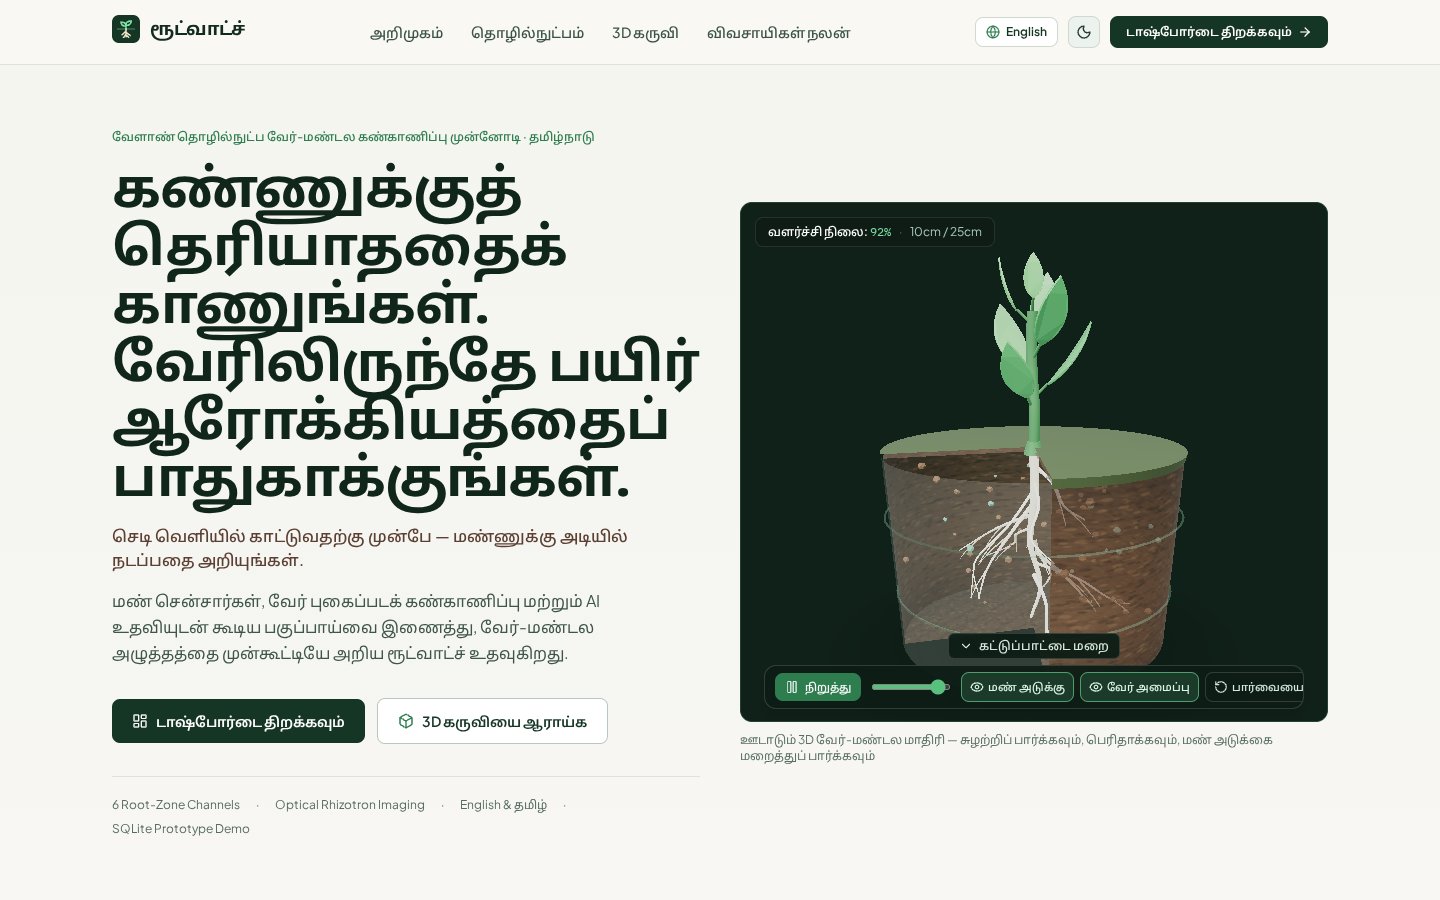 ரூட்வாட்ச்
அறிமுகம்
தொழில்நுட்பம்
3D கருவி
விவசாயிகள் நலன்
English
டாஷ்போர்டை திறக்கவும்
வேளாண் தொழில்நுட்ப வேர்-மண்டல கண்காணிப்பு முன்னோடி · தமிழ்நாடு
கண்ணுக்குத்
தெரியாததைக்
காணுங்கள்.
வேரிலிருந்தே பயிர்
ஆரோக்கியத்தைப்
பாதுகாக்குங்கள்.
செடி வெளியில் காட்டுவதற்கு முன்பே — மண்ணுக்கு அடியில்
நடப்பதை அறியுங்கள்.
மண் சென்சார்கள், வேர் புகைப்படக் கண்காணிப்பு மற்றும் AI
உதவியுடன் கூடிய பகுப்பாய்வை இணைத்து, வேர்-மண்டல
அழுத்தத்தை முன்கூட்டியே அறிய ரூட்வாட்ச் உதவுகிறது.
டாஷ்போர்டை திறக்கவும்
3D கருவியை ஆராய்க
6 Root-Zone Channels · Optical Rhizotron Imaging · English & தமிழ் ·
SQLite Prototype Demo
வளர்ச்சி நிலை: 92% · 10cm / 25cm
கட்டுப்பாட்டை மறை
நிறுத்து
மண் அடுக்கு
வேர் அமைப்பு
பார்வையை
ஊடாடும் 3D வேர்-மண்டல மாதிரி — சுழற்றிப் பார்க்கவும், பெரிதாக்கவும், மண் அடுக்கை
மறைத்துப் பார்க்கவும்